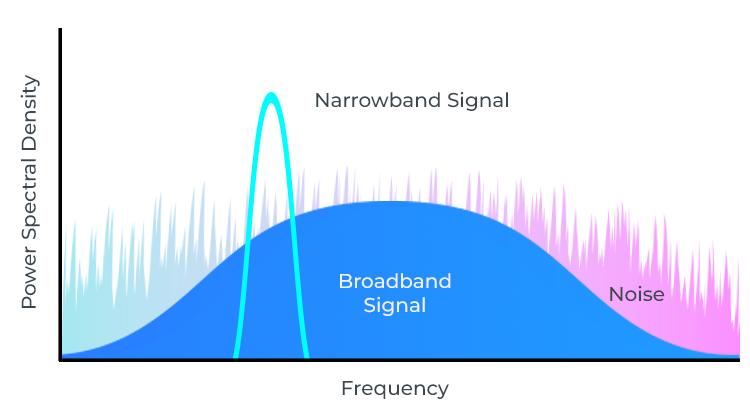 Narrowband Signal
Power Spectral Density
Broadband
Signal
Noise
Frequency